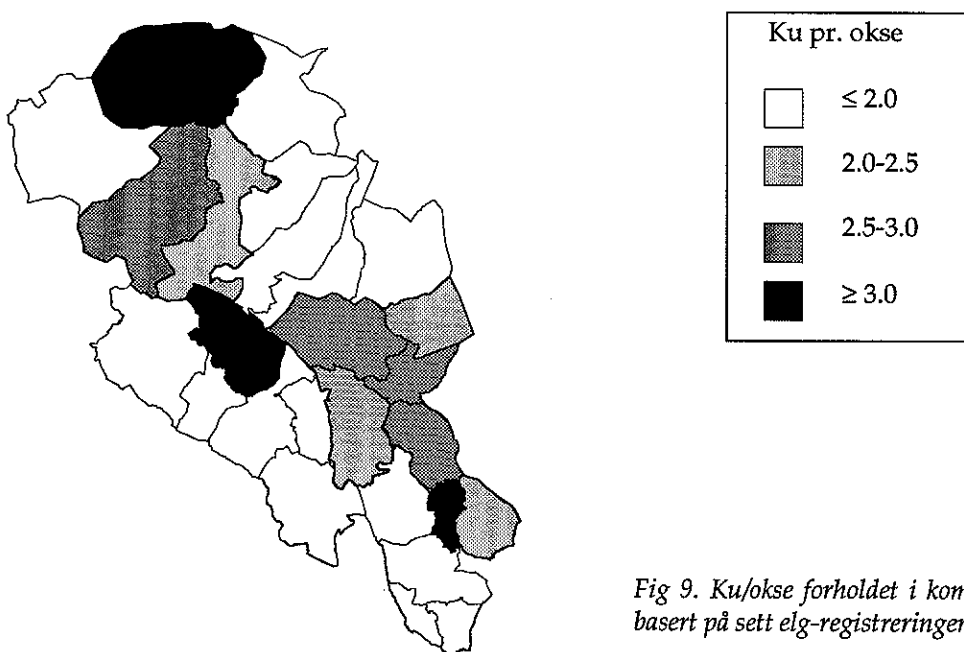 Ku pr. okse
≤ 2.0
2.0-2.5
2.5-3.0
≥ 3.0
Fig 9. Ku/okse forholdet i kom
basert på sett elg-registreringer